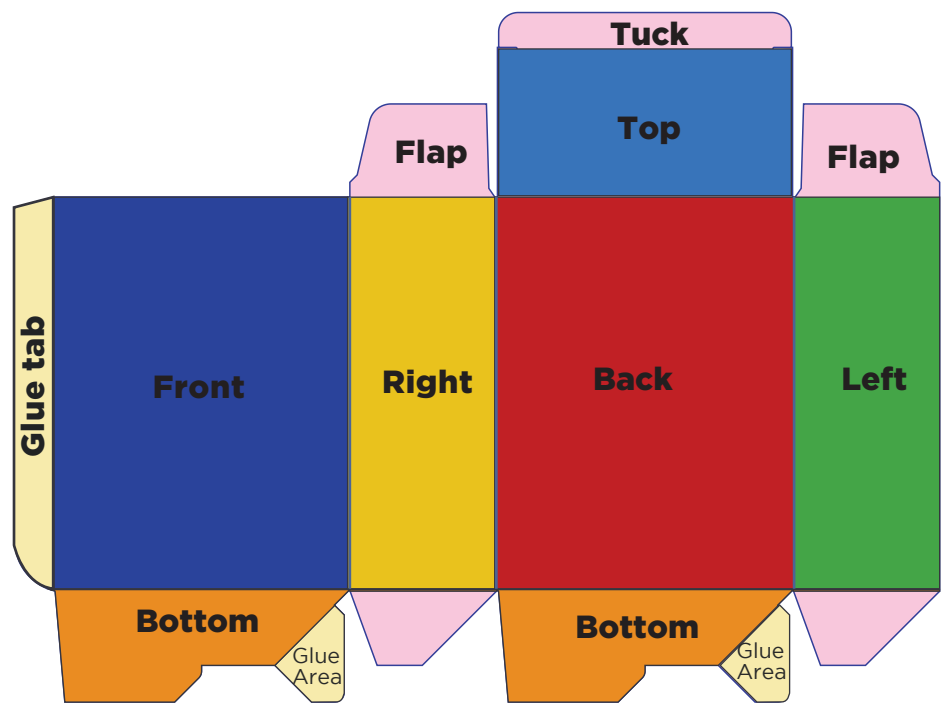 Tuck
Top
Flap
Flap
Glue tab
Front
Right
Back
Left
Bottom
Bottom
Glue
Area
Glue
Area